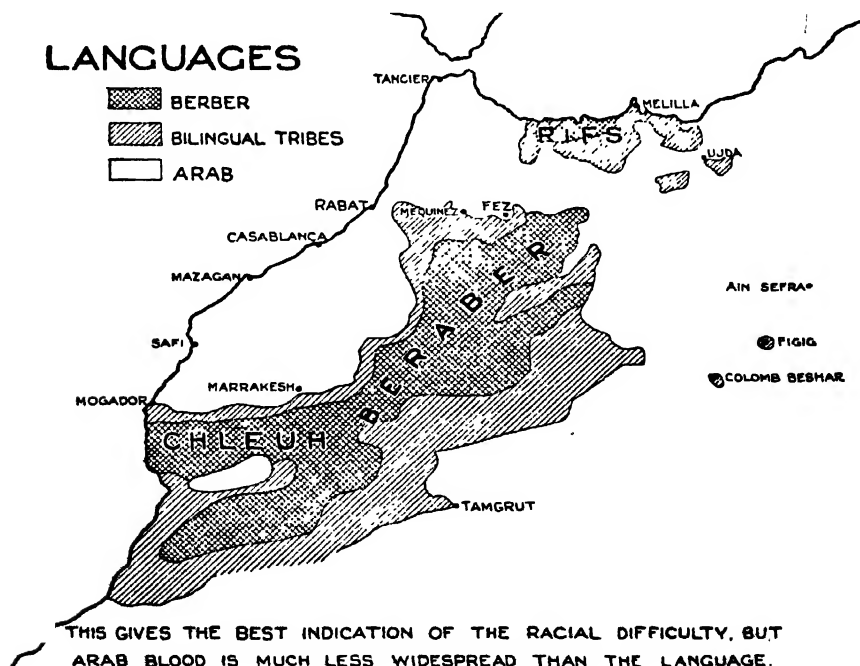 LANGUAGES
BERBER
BILINGUAL TRIBES
ARAB
TANGIER
MELILLA
RIFS
UJDA
RABAT
MEQUINEZ
FEZ
CASABLANCA
MAZAGAN
BERABER
AIN SEFRA
SAFI
FIGIG
MARRAKESH
COLOMB BESHAR
MOGADOR
CHLEUH
TAMGRUT
THIS GIVES THE BEST INDICATION OF THE RACIAL DIFFICULTY, BUT
ARAB BLOOD IS MUCH LESS WIDESPREAD THAN THE LANGUAGE.